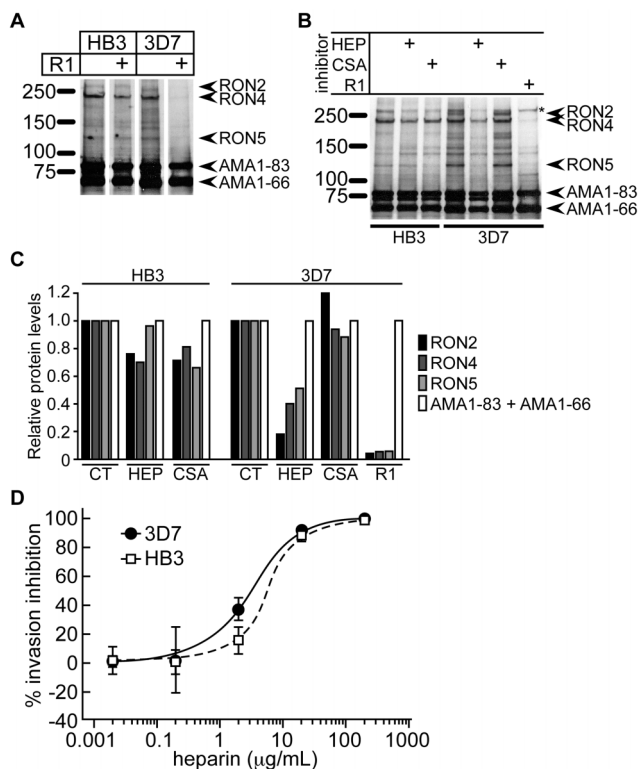 A
HB3 3D7
R1 + +
250
150
100
75
RON2
RON4
RON5
AMA1-83
AMA1-66
B
inhibitor
HEP + +
CSA + +
R1 +
250
150
100
75
*
RON2
RON4
RON5
AMA1-83
AMA1-66
HB3 3D7
C
HB3 3D7
Relative protein levels
1.2
1.0
0.8
0.6
0.4
0.2
0
CT HEP CSA CT HEP CSA R1
RON2
RON4
RON5
AMA1-83 + AMA1-66
D
% invasion inhibition
100
80
60
40
20
0
-20
-40
3D7
HB3
0.001 0.1 10 1000
heparin (μg/mL)